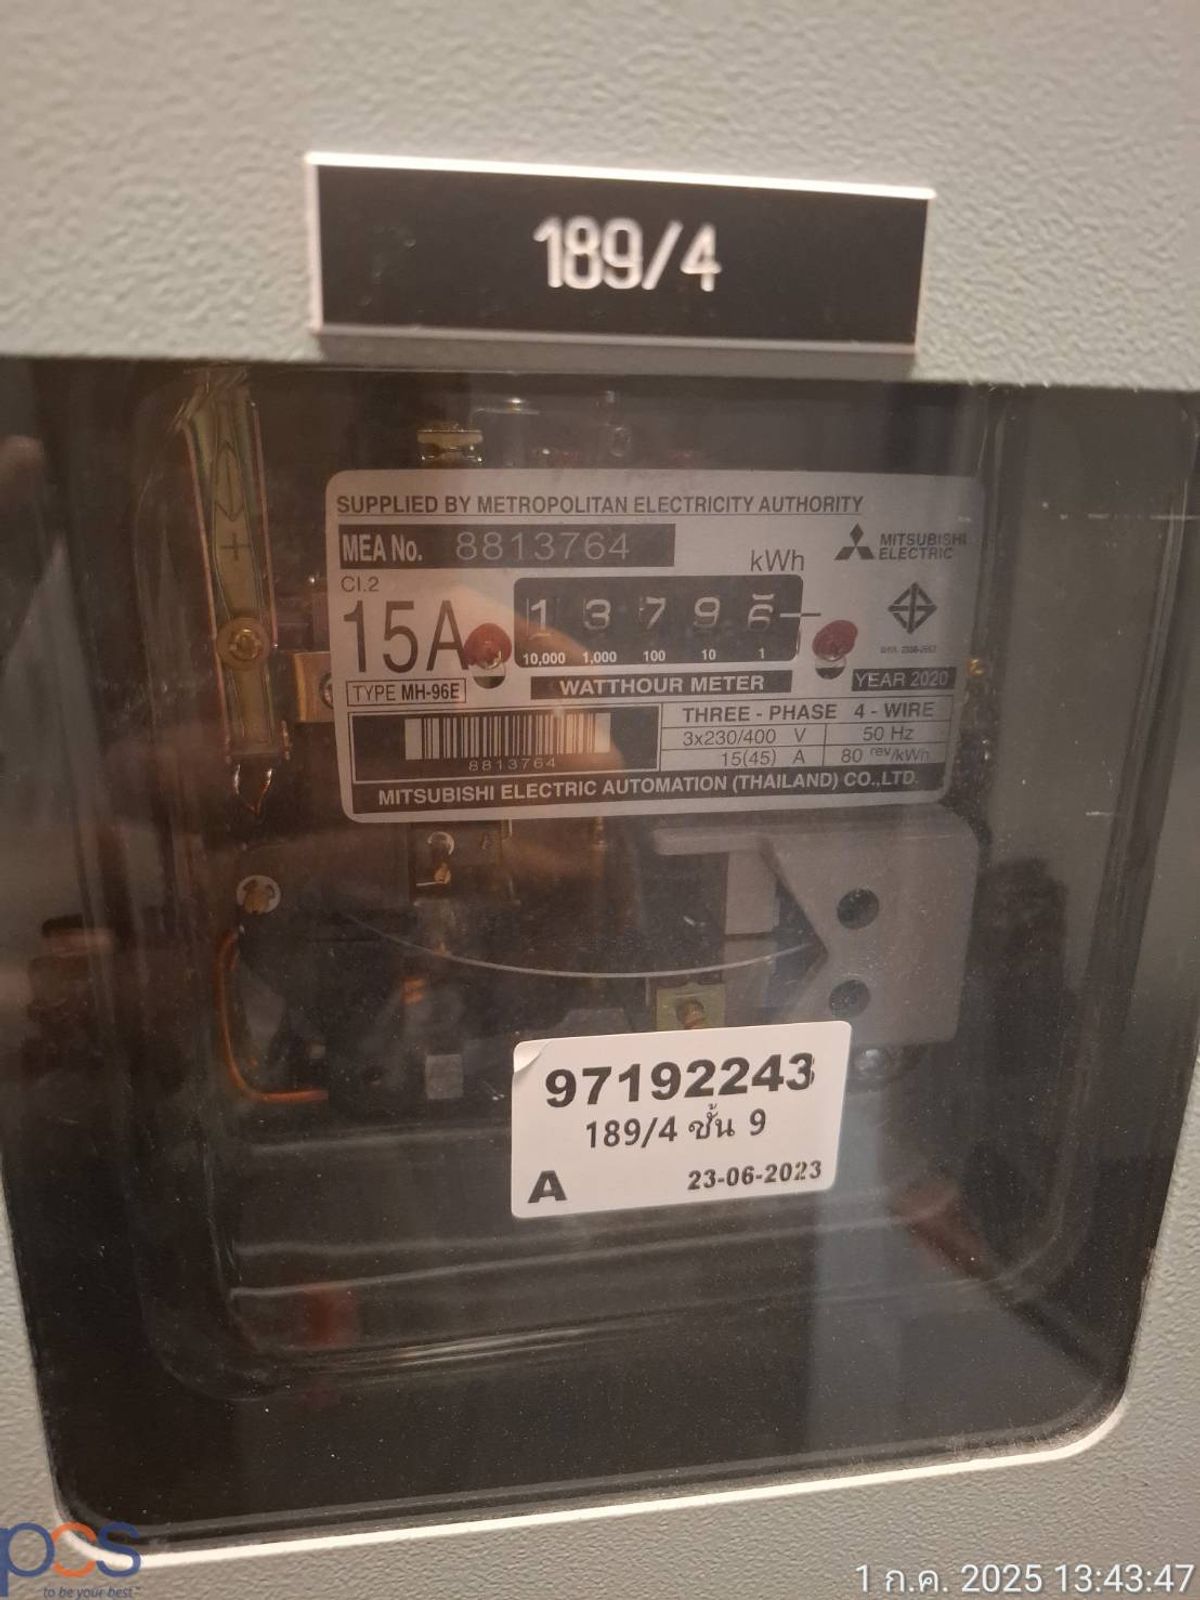 189/4
SUPPLIED BY METROPOLITAN ELECTRICITY AUTHORITY
MEA No. 8813764
kWh
MITSUBISHI
ELECTRIC
Cl.2
15A
1 3 7 9 6
10,000 1,000 100 10 1
TYPE MH-96E
WATTHOUR METER
YEAR 2020
THREE - PHASE 4 - WIRE
3x230/400 V 50 Hz
15(45) A 80 rev/kWh
8813764
MITSUBISHI ELECTRIC AUTOMATION (THAILAND) CO.,LTD.
97192243
189/4 ชั้น 9
A 23-06-2023
pcs
to be your best
1 ก.ค. 2025 13:43:47